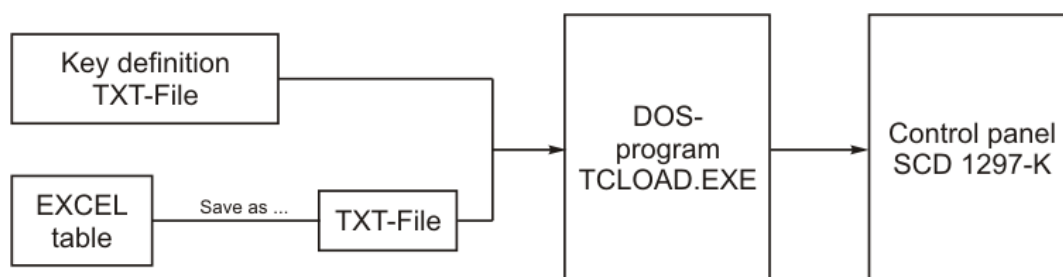 Key definition
TXT-File
EXCEL
table
Save as ...
TXT-File
DOS-
program
TCLOAD.EXE
Control panel
SCD 1297-K